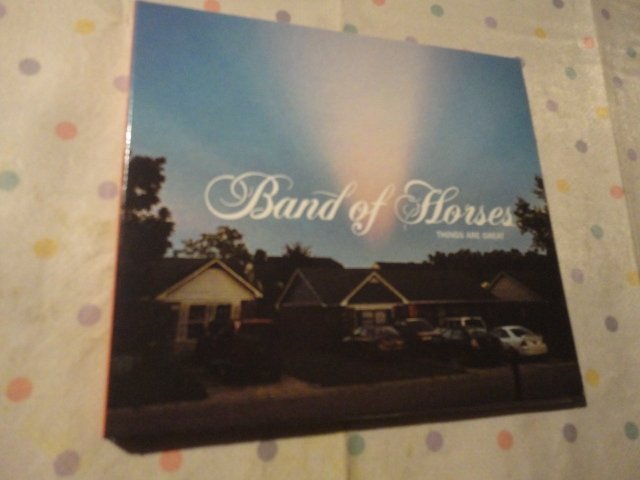 Band of Horses
THINGS ARE GREAT